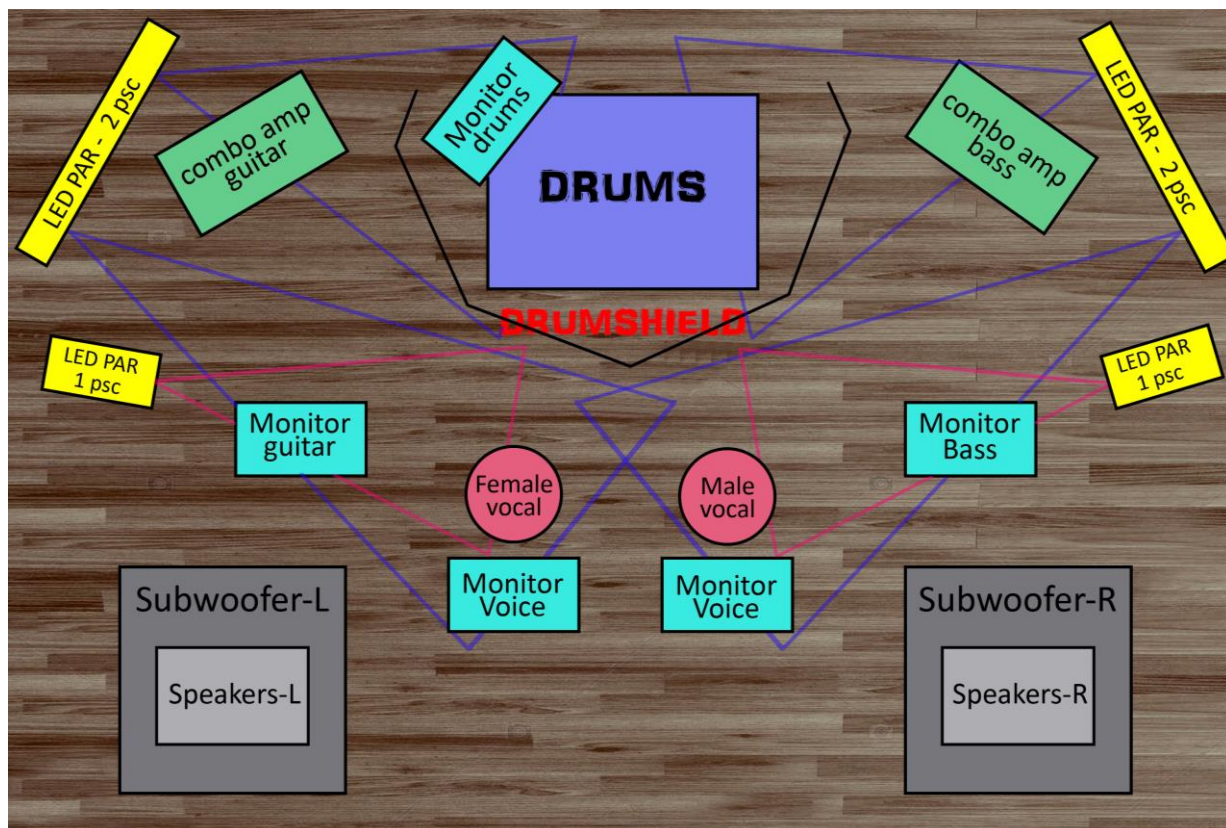 LED PAR - 2 psc
combo amp
guitar
Monitor
drums
DRUMS
combo amp
bass
LED PAR - 2 psc
DRUMSHIELD
LED PAR
1 psc
LED PAR
1 psc
Monitor
guitar
Monitor
Bass
Female
vocal
Male
vocal
Monitor
Voice
Monitor
Voice
Subwoofer-L
Speakers-L
Subwoofer-R
Speakers-R